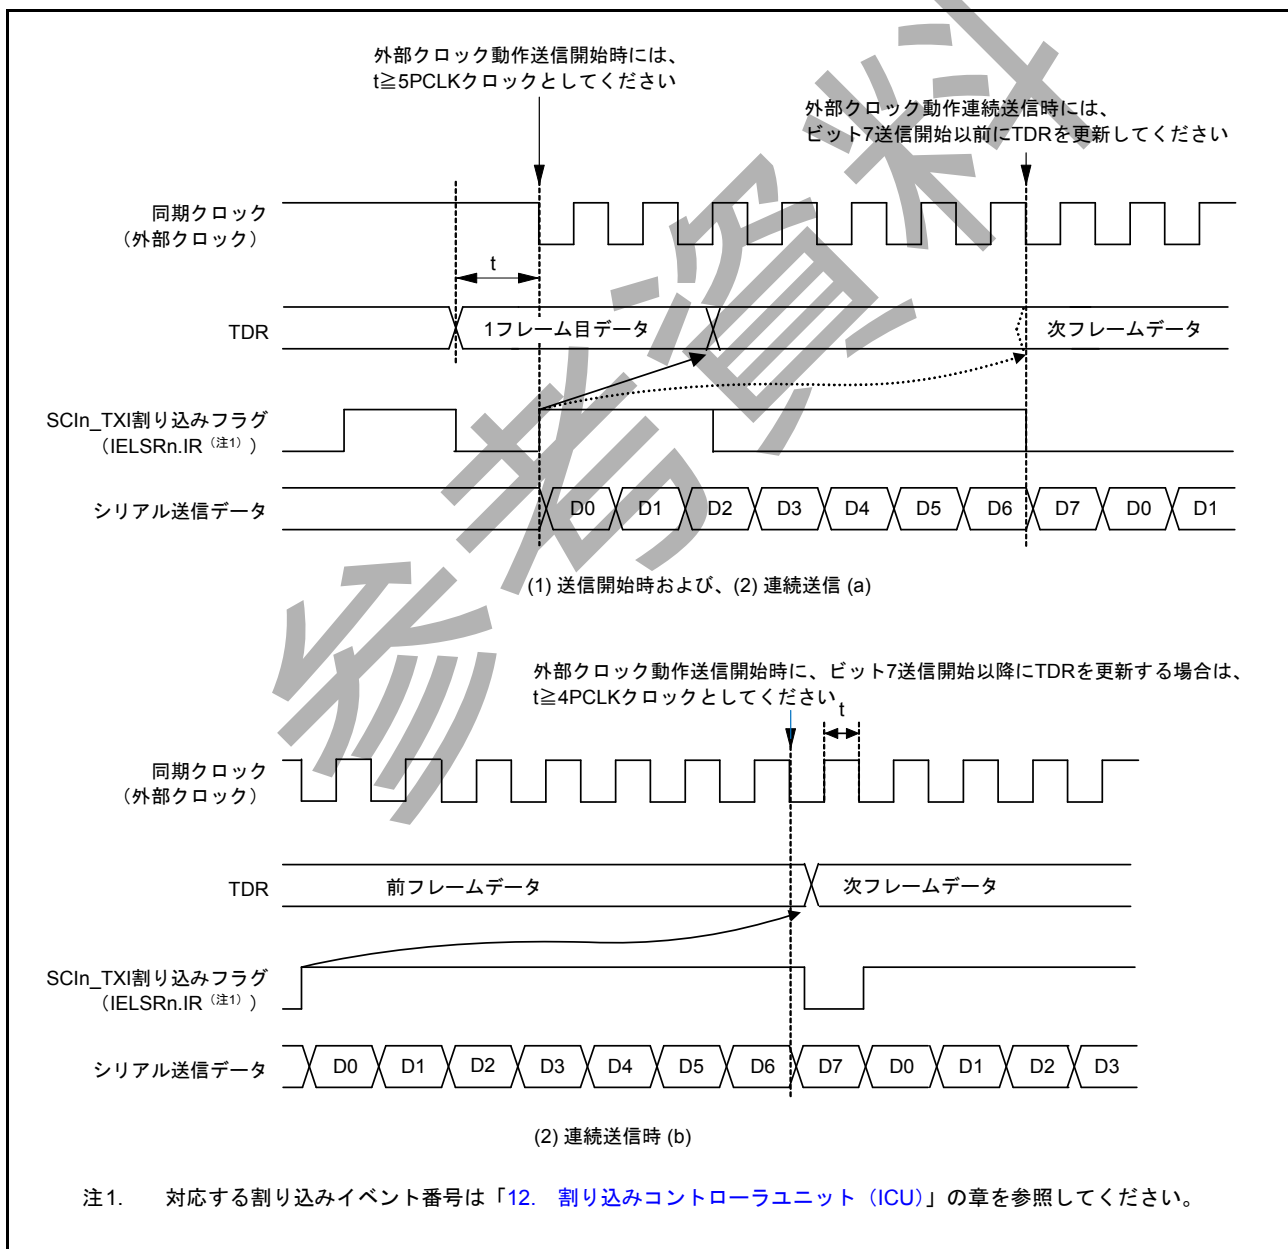 外部クロック動作送信開始時には、
t≧5PCLKクロックとしてください
外部クロック動作連続送信時には、
ビット7送信開始以前にTDRを更新してください
同期クロック
（外部クロック）
t
TDR
1フレーム目データ
次フレームデータ
SCIn_TXI割り込みフラグ
（IELSRn.IR（注1））
シリアル送信データ
D0 D1 D2 D3 D4 D5 D6 D7 D0 D1
(1) 送信開始時および、(2) 連続送信 (a)
外部クロック動作送信開始時に、ビット7送信開始以降にTDRを更新する場合は、
t≧4PCLKクロックとしてください
t
同期クロック
（外部クロック）
TDR
前フレームデータ
次フレームデータ
SCIn_TXI割り込みフラグ
（IELSRn.IR（注1））
シリアル送信データ
D0 D1 D2 D3 D4 D5 D6 D7 D0 D1 D2 D3
(2) 連続送信時 (b)
注1. 対応する割り込みイベント番号は「12. 割り込みコントローラユニット（ICU）」の章を参照してください。
参考資料